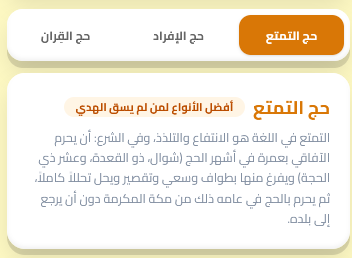 حج التمتع
حج الإفراد
حج القِران
حج التمتع
أفضل الأنواع لمن لم يسق الهدي
التمتع في اللغة هو الانتفاع والتلذذ، وفي الشرع: أن يحرم
الآفاقي بعمرة في أشهر الحج (شوال، ذو القعدة، وعشر ذي
الحجة) ويفرغ منها بطواف وسعي وتقصير ويحل تحللاً كاملاً،
ثم يحرم بالحج في عامه ذلك من مكة المكرمة دون أن يرجع
إلى بلده.